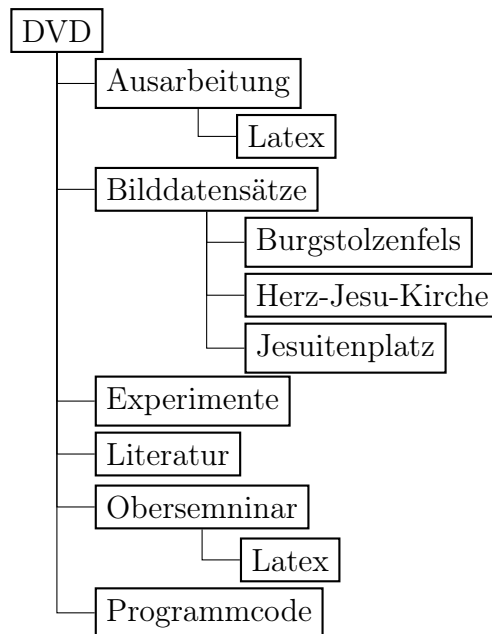 DVD
Ausarbeitung
Latex
Bilddatensätze
Burgstolzenfels
Herz-Jesu-Kirche
Jesuitenplatz
Experimente
Literatur
Obersemninar
Latex
Programmcode